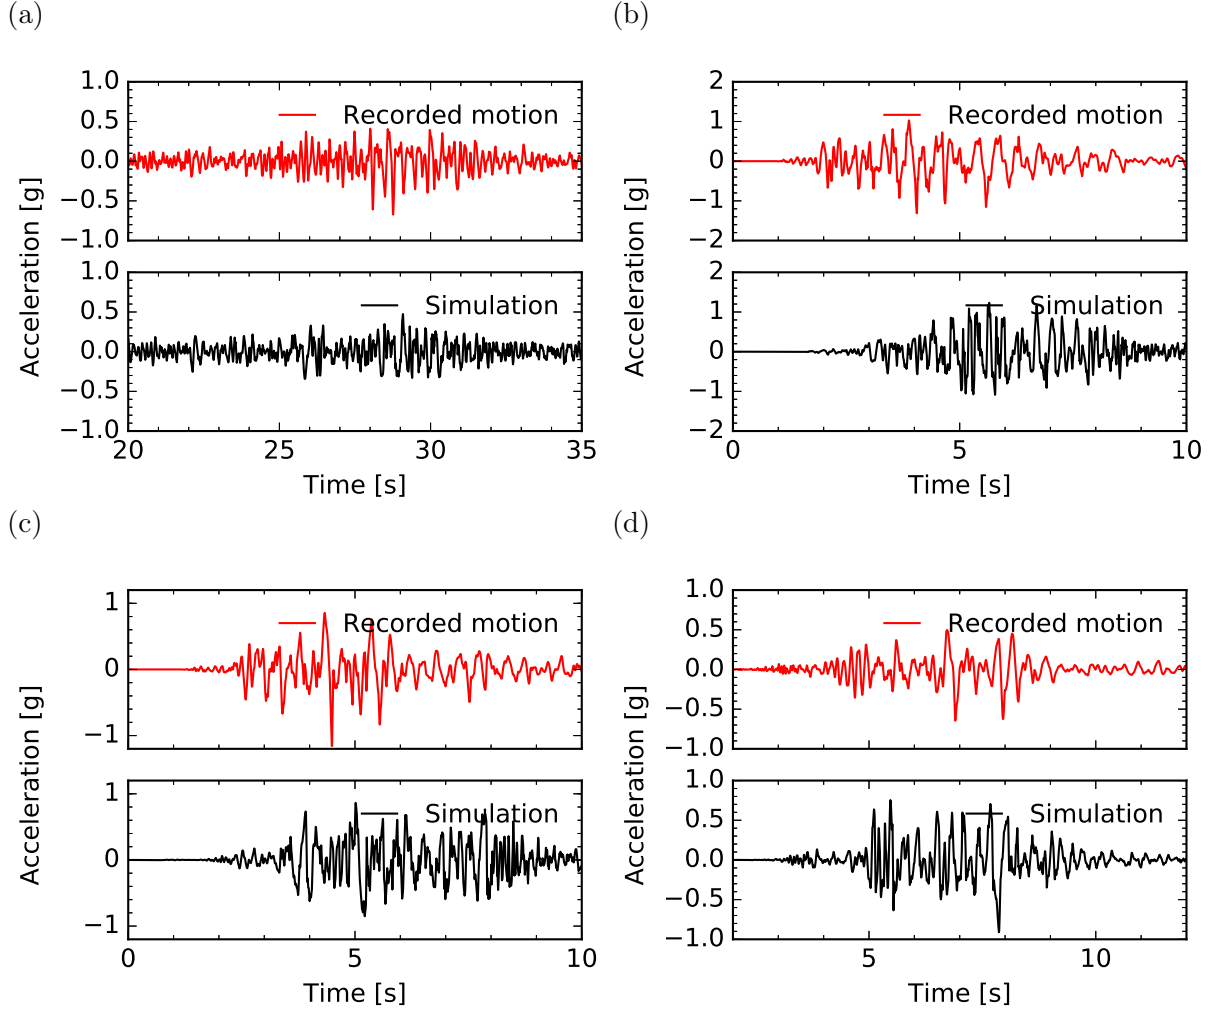 (a)
1.0
0.5
0.0
−0.5
−1.0
Recorded motion
1.0
0.5
0.0
−0.5
−1.0
Simulation
Acceleration [g]
20 25 30 35
Time [s]
(b)
2
1
0
−1
−2
Recorded motion
2
1
0
−1
−2
Simulation
Acceleration [g]
0 5 10
Time [s]
(c)
1
0
−1
Recorded motion
1
0
−1
Simulation
Acceleration [g]
0 5 10
Time [s]
(d)
1.0
0.5
0.0
−0.5
−1.0
Recorded motion
1.0
0.5
0.0
−0.5
−1.0
Simulation
Acceleration [g]
5 10
Time [s]